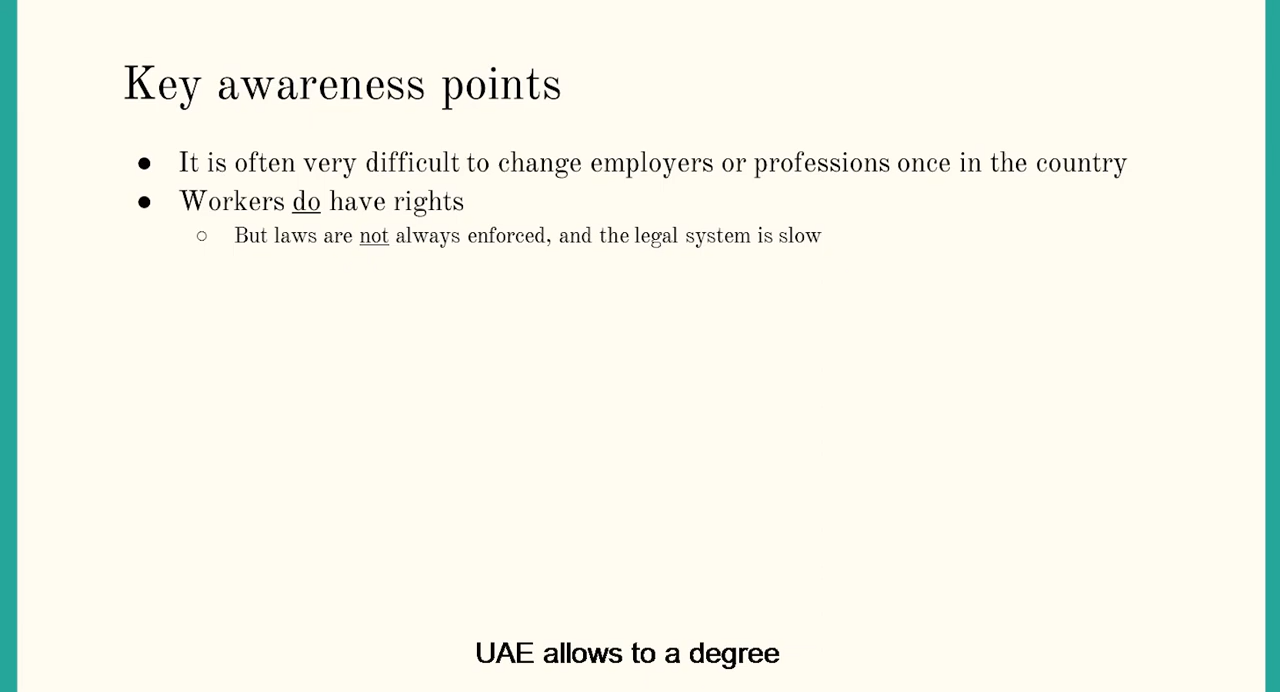 Key awareness points
● It is often very difficult to change employers or professions once in the country
● Workers do have rights
○ But laws are not always enforced, and the legal system is slow
UAE allows to a degree